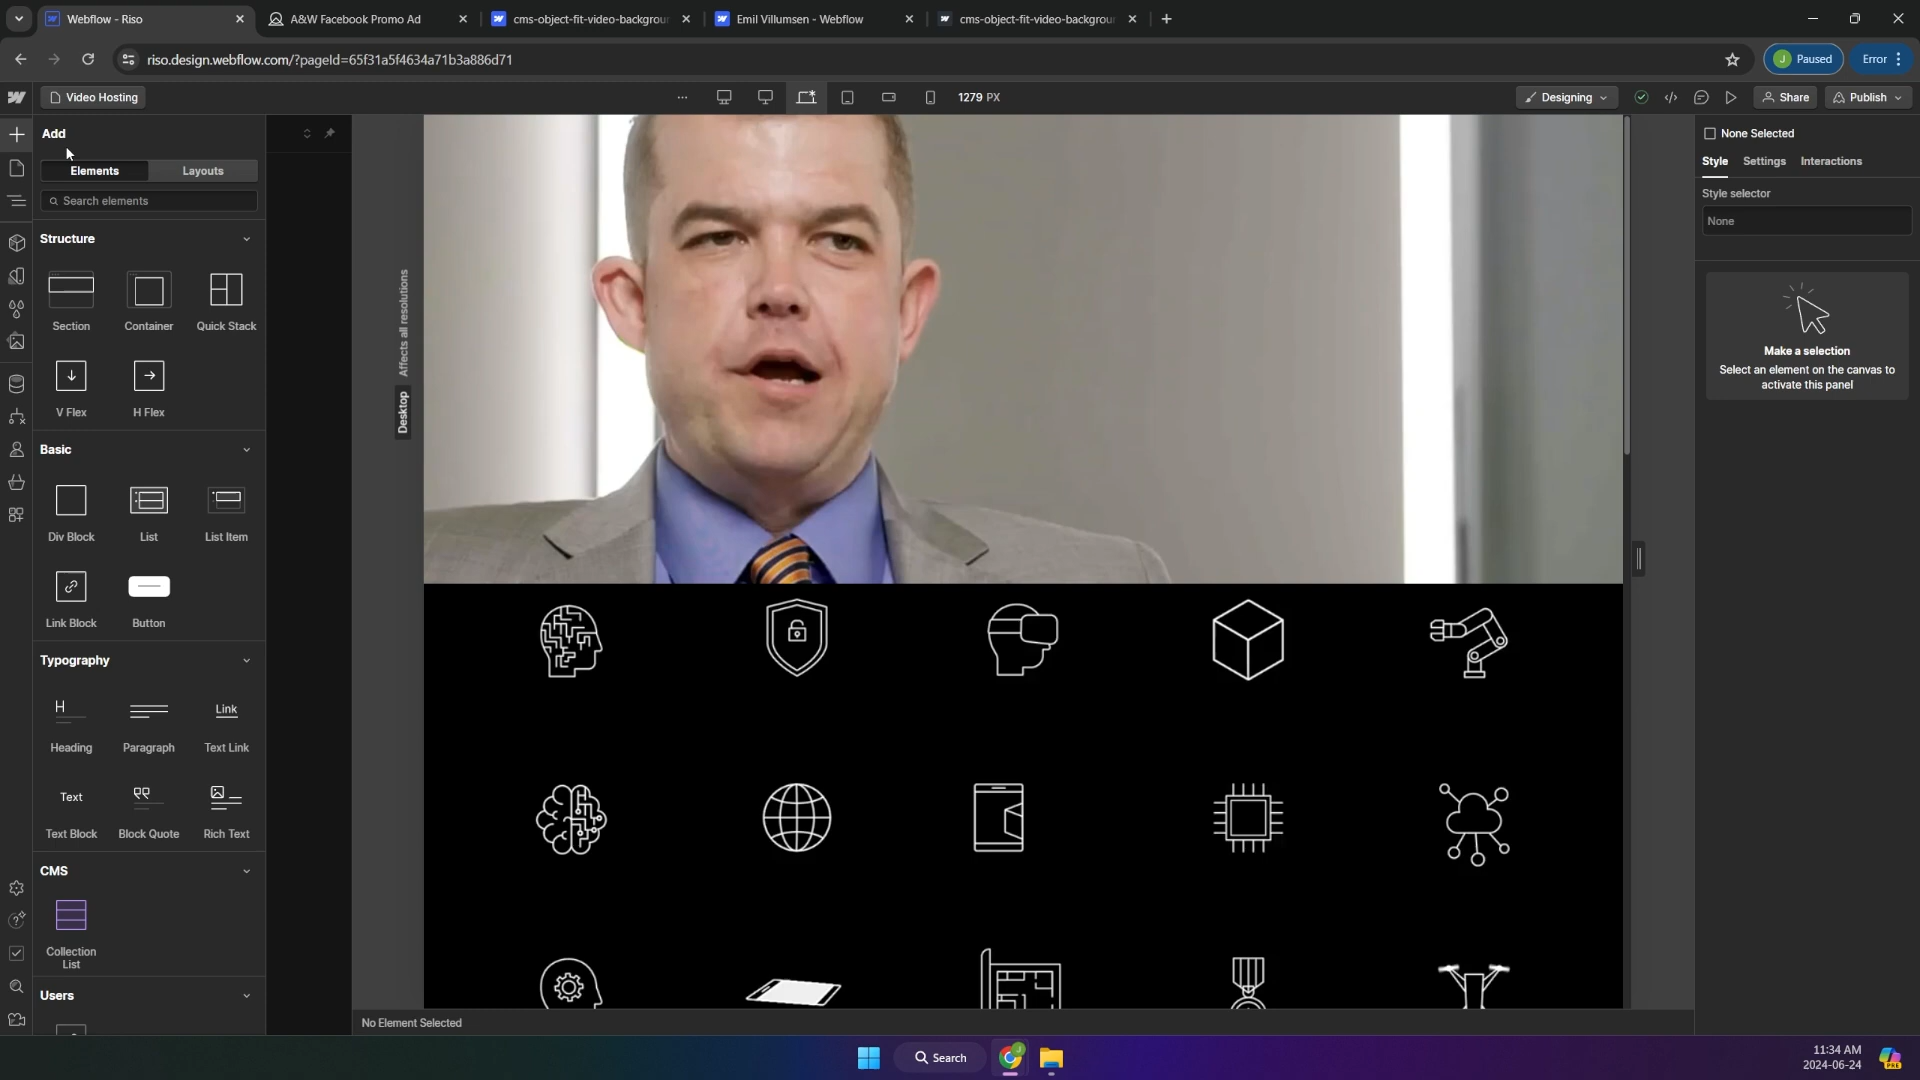 Webflow - Riso
A&W Facebook Promo Ad
cms-object-fit-video-backgroun
Emil Villumsen - Webflow
cms-object-fit-video-backgroun
riso.design.webflow.com/?pageId=65f31a5f4634a71b3a886d71
J
Paused
Error
Video Hosting
1279 PX
Designing
Share
Publish
Add
Elements
Layouts
Search elements
Structure
Section
Container
Quick Stack
V Flex
H Flex
Basic
Div Block
List
List Item
Link Block
Button
Typography
H
Link
Heading
Paragraph
Text Link
Text
Text Block
Block Quote
Rich Text
CMS
Collection
List
Users
Affects all resolutions
Desktop
None Selected
Style
Settings
Interactions
Style selector
None
Make a selection
Select an element on the canvas to
activate this panel
No Element Selected
Search
J
11:34 AM
2024-06-24
PRE